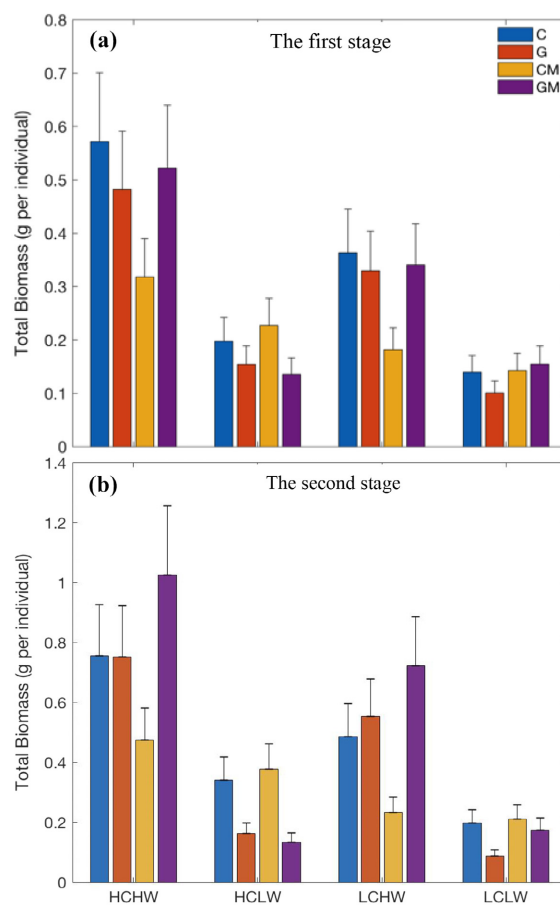 0.8
(a)
The first stage
C
G
CM
GM
0.7
0.6
0.5
0.4
0.3
0.2
0.1
0
Total Biomass (g per individual)
1.4
(b)
The second stage
1.2
1
0.8
0.6
0.4
0.2
0
Total Biomass (g per individual)
HCHW HCLW LCHW LCLW